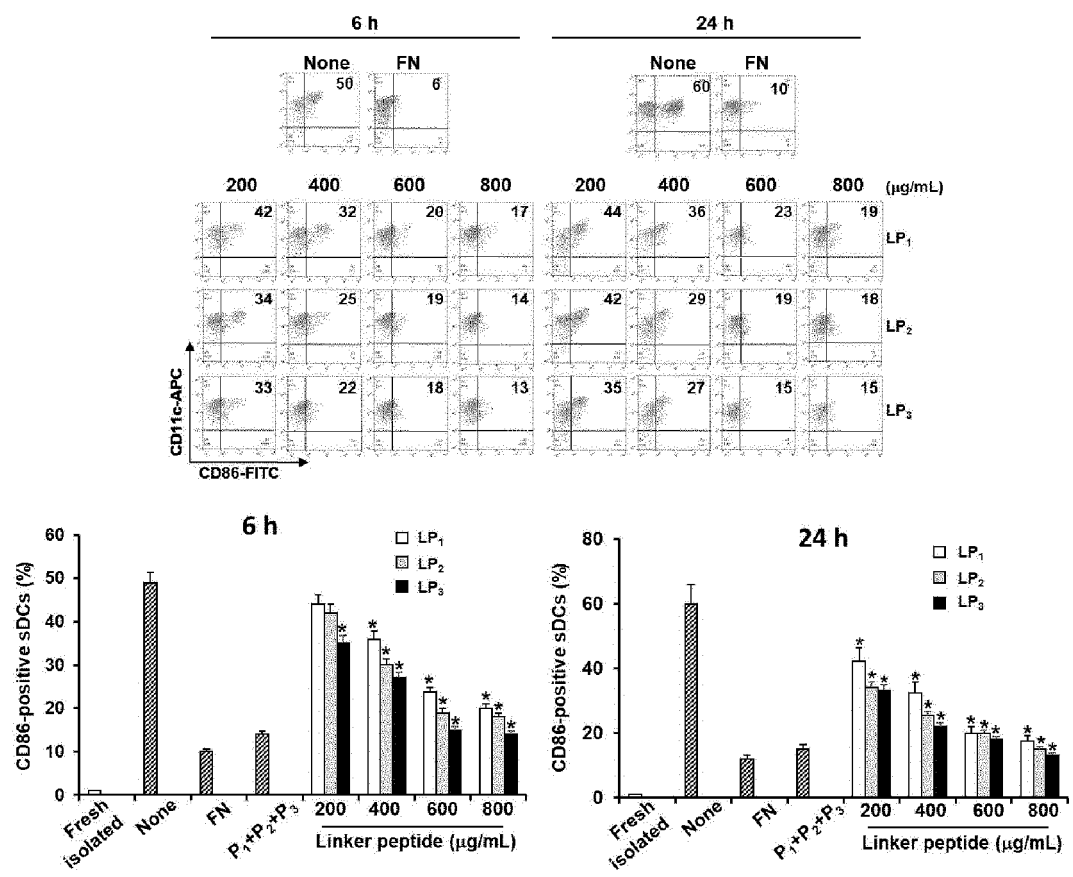 6 h 24 h
None FN None FN
50 6 60 10
200 400 600 800 200 400 600 800 (μg/mL)
42 32 20 17 44 36 23 19 LP1
34 25 19 14 42 29 19 18 LP2
33 22 18 13 35 27 15 15 LP3
CD11c-APC
CD86-FITC
6 h
CD86-positive sDCs (%)
60
50
40
30
20
10
0
LP1
LP2
LP3
* * * * * * * * * *
Fresh isolated None FN P1+P2+P3 200 400 600 800
Linker peptide (μg/mL)
24 h
CD86-positive sDCs (%)
80
60
40
20
0
LP1
LP2
LP3
* * * * * * * * * * * *
Fresh isolated None FN P1+P2+P3 200 400 600 800
Linker peptide (μg/mL)